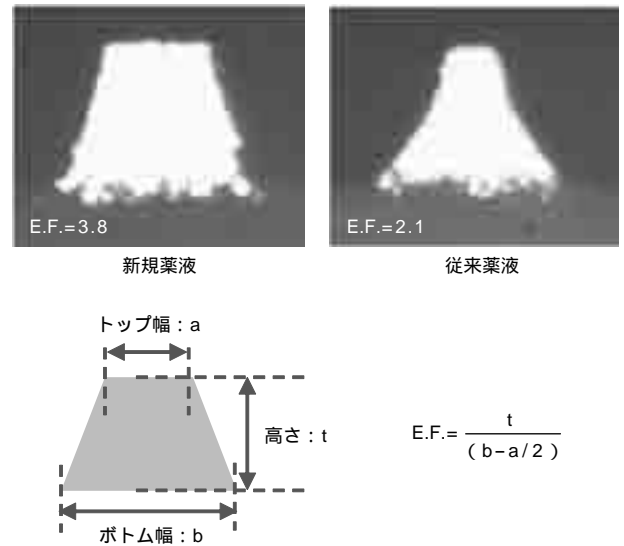 E.F.=3.8
E.F.=2.1
新規薬液
従来薬液
トップ幅：a
高さ：t
ボトム幅：b
E.F.= t
（b−a/2）